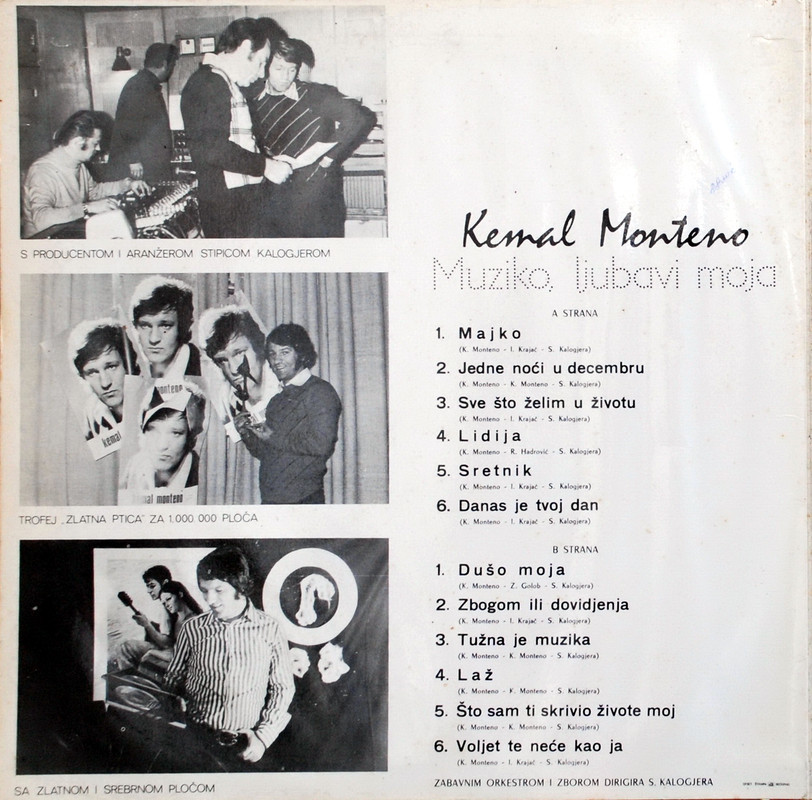 S PRODUCENTOM I ARANŽEROM STIPICOM KALOGJEROM
monteno
kemal
kemal monteno
TROFEJ „ZLATNA PTICA" ZA 1.000.000 PLOČA
SA ZLATNOM I SREBRNOM PLOČOM
Kemal Monteno
Muziko, ljubavi moja
A STRANA
1. Majko
(K. Monteno - I. Krajač - S. Kalogjera)
2. Jedne noći u decembru
(K. Monteno - K. Monteno - S. Kalogjera)
3. Sve što želim u životu
(K. Monteno - I. Krajač - S. Kalogjera)
4. Lidija
(K. Monteno - R. Hadrović - S. Kalogjera)
5. Sretnik
(K. Monteno - I. Krajač - S. Kalogjera)
6. Danas je tvoj dan
(K. Monteno - I. Krajač - S. Kalogjera)
B STRANA
1. Dušo moja
(K. Monteno - Z. Golob - S. Kalogjera)
2. Zbogom ili dovidjenja
(K. Monteno - I. Krajač - S. Kalogjera)
3. Tužna je muzika
(K. Monteno - K. Monteno - S. Kalogjera)
4. Laž
(K. Monteno - K. Monteno - S. Kalogjera)
5. Što sam ti skrivio živote moj
(K. Monteno - K. Monteno - S. Kalogjera)
6. Voljet te neće kao ja
(K. Monteno - I. Krajač - S. Kalogjera)
ZABAVNIM ORKESTROM I ZBOROM DIRIGIRA S. KALOGJERA